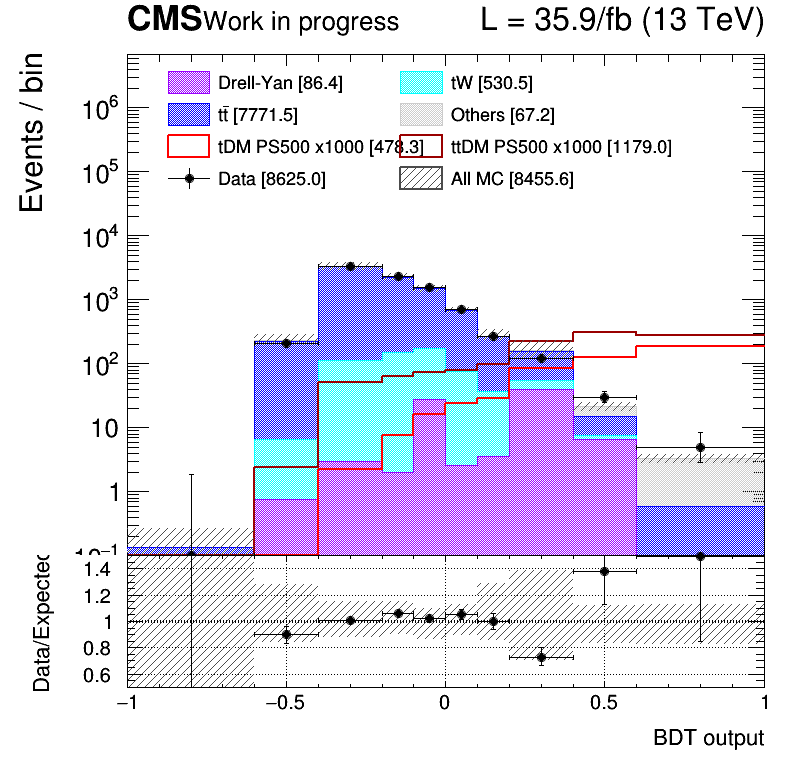 CMS Work in progress L = 35.9/fb (13 TeV)
Events / bin
Drell-Yan [86.4] tW [530.5]
tt̄ [7771.5] Others [67.2]
tDM PS500 x1000 [478.3] ttDM PS500 x1000 [1179.0]
Data [8625.0] All MC [8455.6]
10⁶
10⁵
10⁴
10³
10²
10
1
10⁻¹
Data/Expected
1.4
1.2
1
0.8
0.6
−1 −0.5 0 0.5 1
BDT output